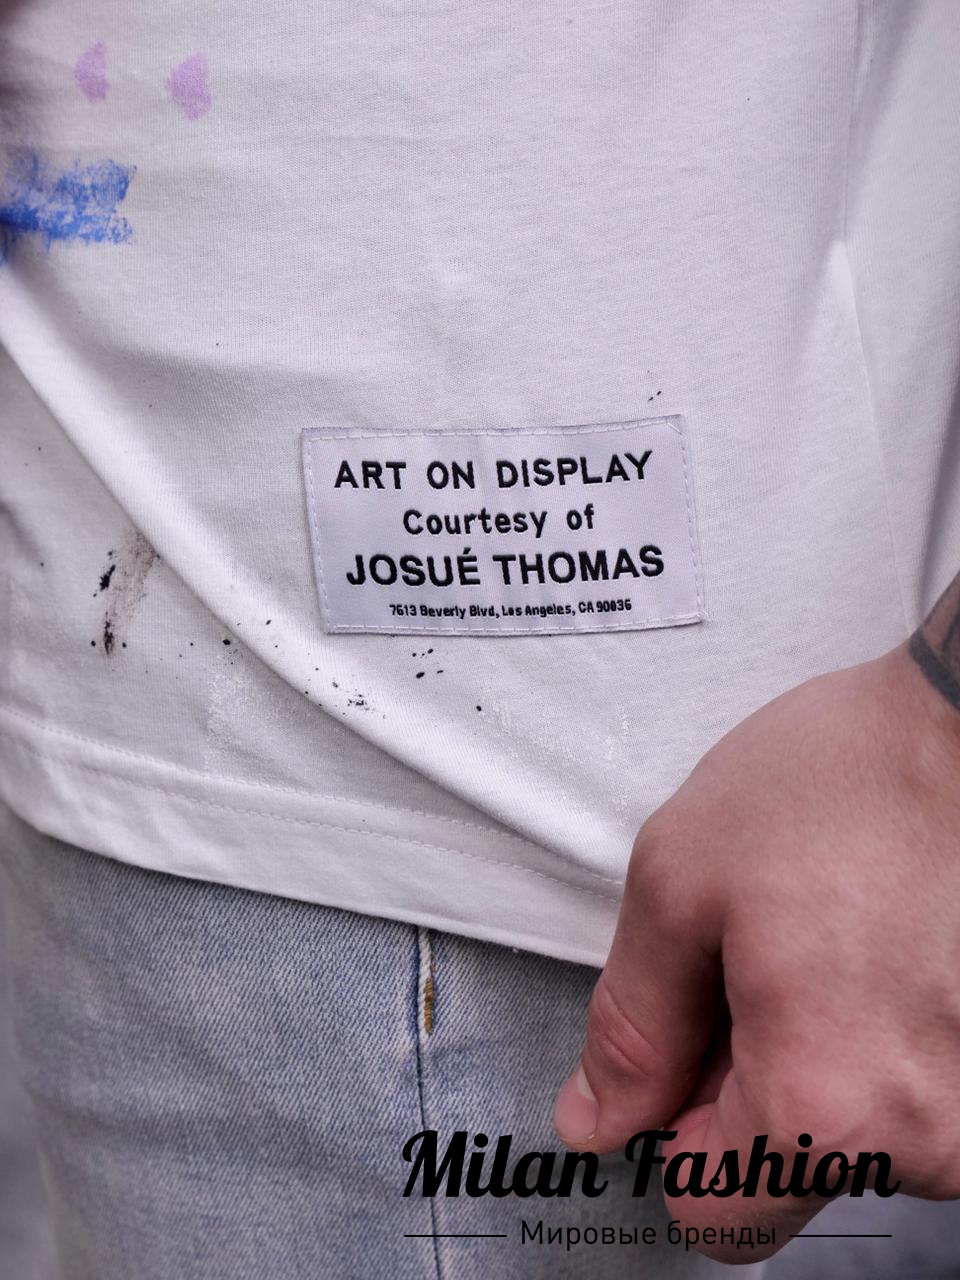 ART ON DISPLAY
Courtesy of
JOSUÉ THOMAS
7613 Beverly Blvd, Los Angeles, CA 90036
Milan Fashion
Мировые бренды